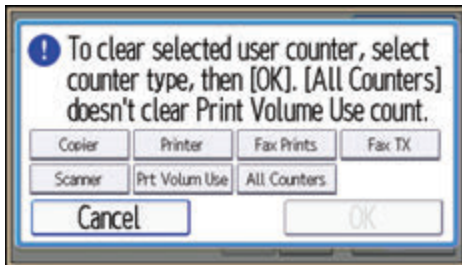 To clear selected user counter, select
counter type, then [OK]. [All Counters]
doesn't clear Print Volume Use count.
Copier Printer Fax Prints Fax TX
Scanner Prt Volum Use All Counters
Cancel OK